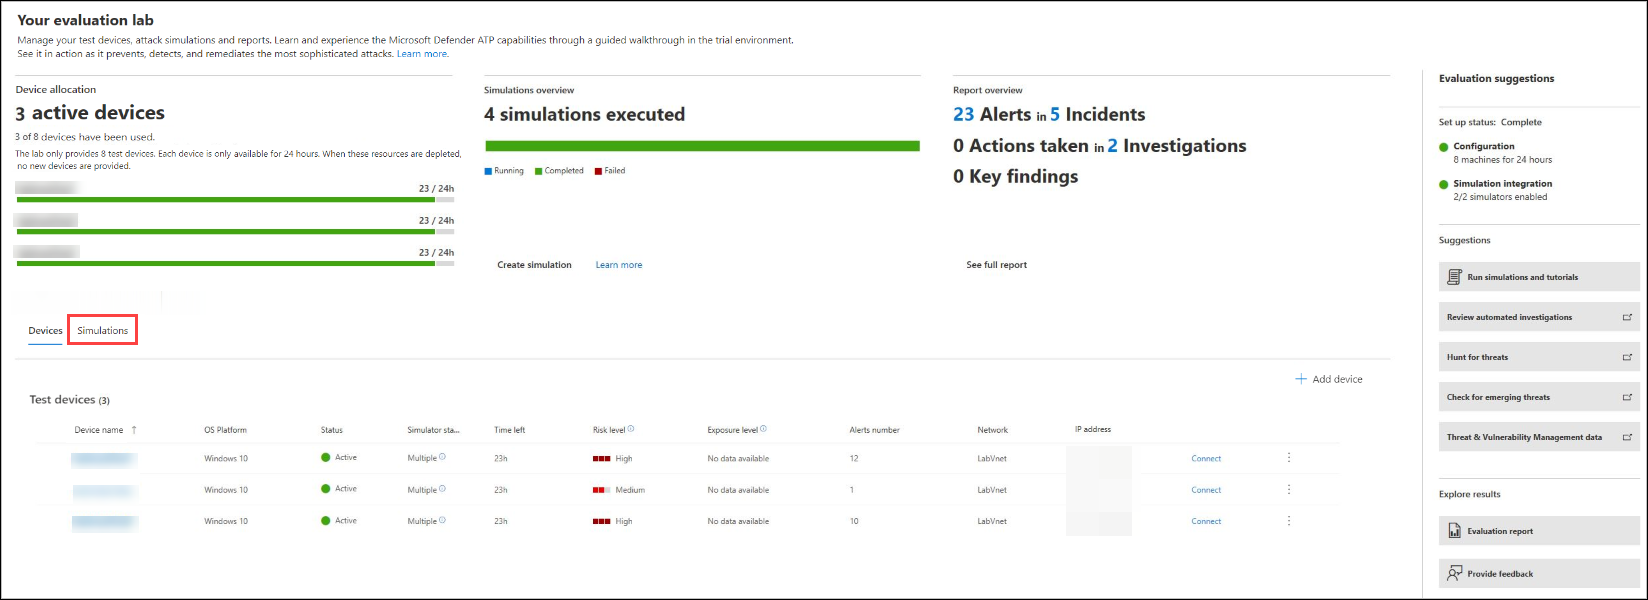 Your evaluation lab
Manage your test devices, attack simulations and reports. Learn and experience the Microsoft Defender ATP capabilities through a guided walkthrough in the trial environment.
See it in action as it prevents, detects, and remediates the most sophisticated attacks. Learn more.
Device allocation
3 active devices
3 of 8 devices have been used.
The lab only provides 8 test devices. Each device is only available for 24 hours. When these resources are depleted,
no new devices are provided.
23 / 24h
23 / 24h
23 / 24h
Simulations overview
4 simulations executed
Running Completed Failed
Create simulation Learn more
Report overview
23 Alerts in 5 Incidents
0 Actions taken in 2 Investigations
0 Key findings
See full report
Devices Simulations
Add device
Test devices (3)
Device name ↑ OS Platform Status Simulator sta... Time left Risk level Exposure level Alerts number Network IP address
Windows 10 Active Multiple 23h High No data available 12 LabVnet Connect
Windows 10 Active Multiple 23h Medium No data available 1 LabVnet Connect
Windows 10 Active Multiple 23h High No data available 10 LabVnet Connect
Evaluation suggestions
Set up status: Complete
Configuration
8 machines for 24 hours
Simulation integration
2/2 simulators enabled
Suggestions
Run simulations and tutorials
Review automated investigations
Hunt for threats
Check for emerging threats
Threat & Vulnerability Management data
Explore results
Evaluation report
Provide feedback